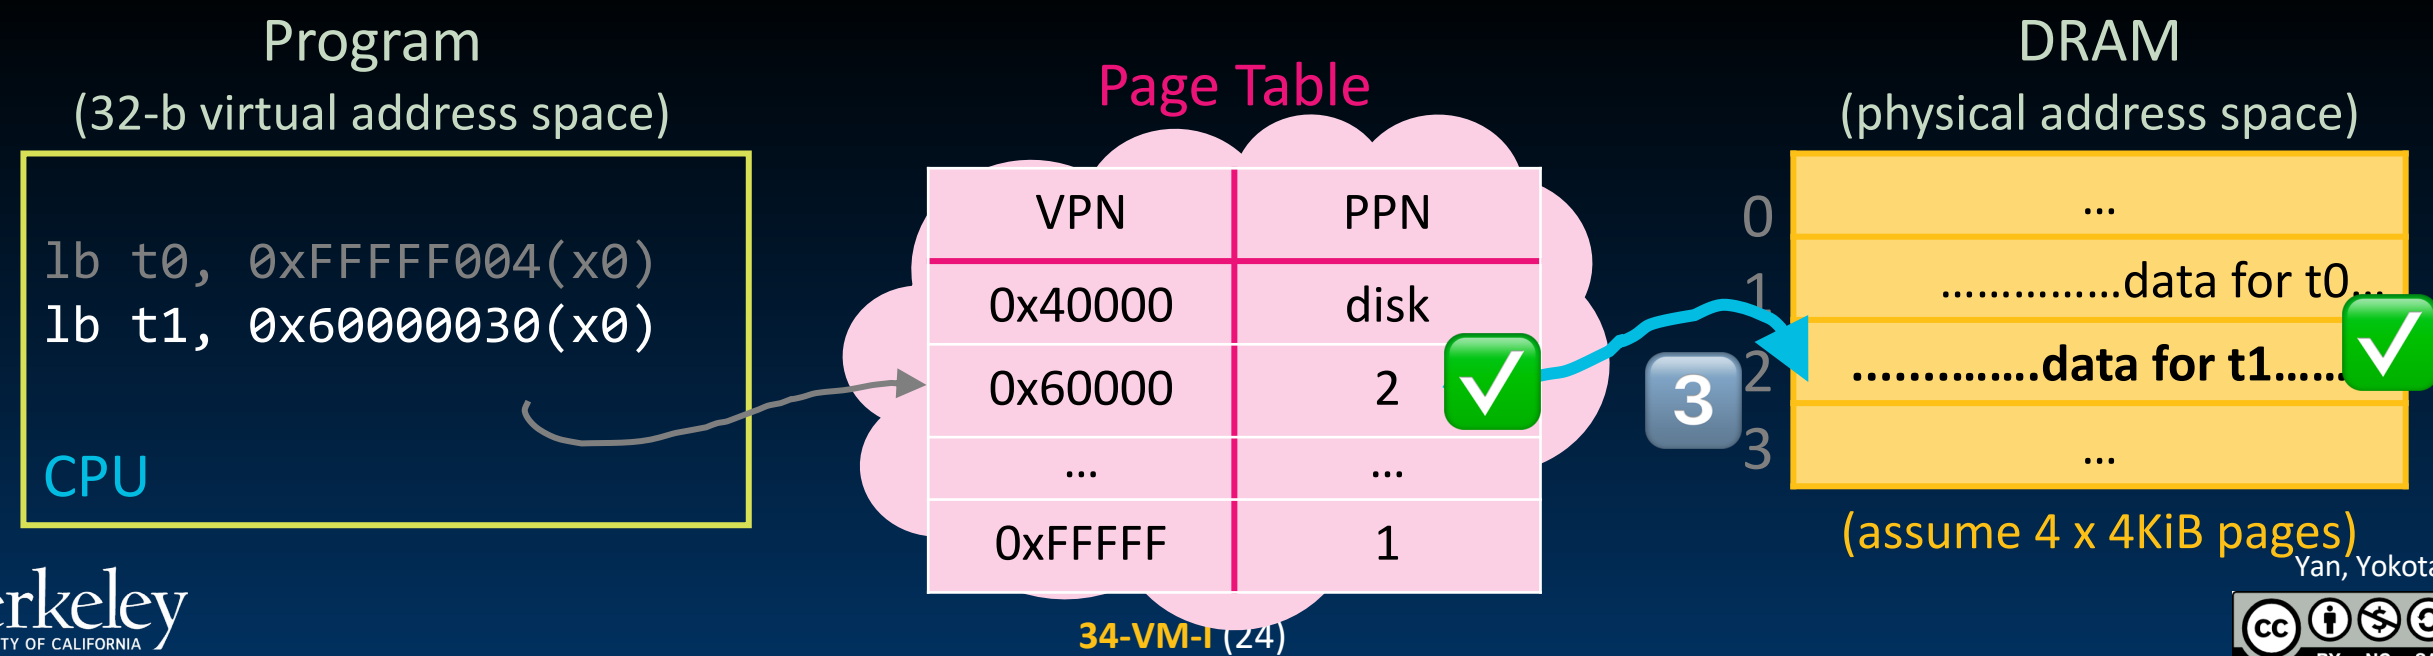 Program
(32-b virtual address space)
lb t0, 0xFFFFF004(x0)
lb t1, 0x60000030(x0)
CPU
Page Table
VPN PPN
0x40000 disk
0x60000 2
… …
0xFFFFF 1
3
DRAM
(physical address space)
0 …
1 ……………data for t0…
2 ……………data for t1……
3 …
(assume 4 x 4KiB pages)
Yan, Yokota
erkeley
TY OF CALIFORNIA
34-VM-I (24)
cc